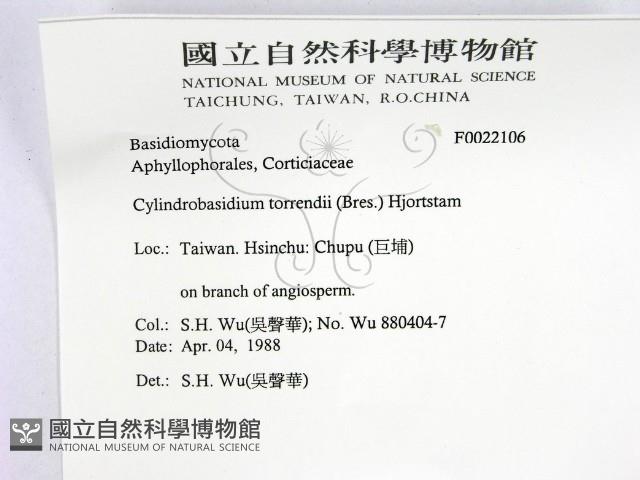 國立自然科學博物館
NATIONAL MUSEUM OF NATURAL SCIENCE
TAICHUNG, TAIWAN, R.O.CHINA
Basidiomycota F0022106
Aphyllophorales, Corticiaceae
Cylindrobasidium torrendii (Bres.) Hjortstam
Loc.: Taiwan. Hsinchu: Chupu (巨埔)
on branch of angiosperm.
Col.: S.H. Wu(吳聲華); No. Wu 880404-7
Date: Apr. 04, 1988
Det.: S.H. Wu(吳聲華)
國立自然科學博物館
NATIONAL MUSEUM OF NATURAL SCIENCE